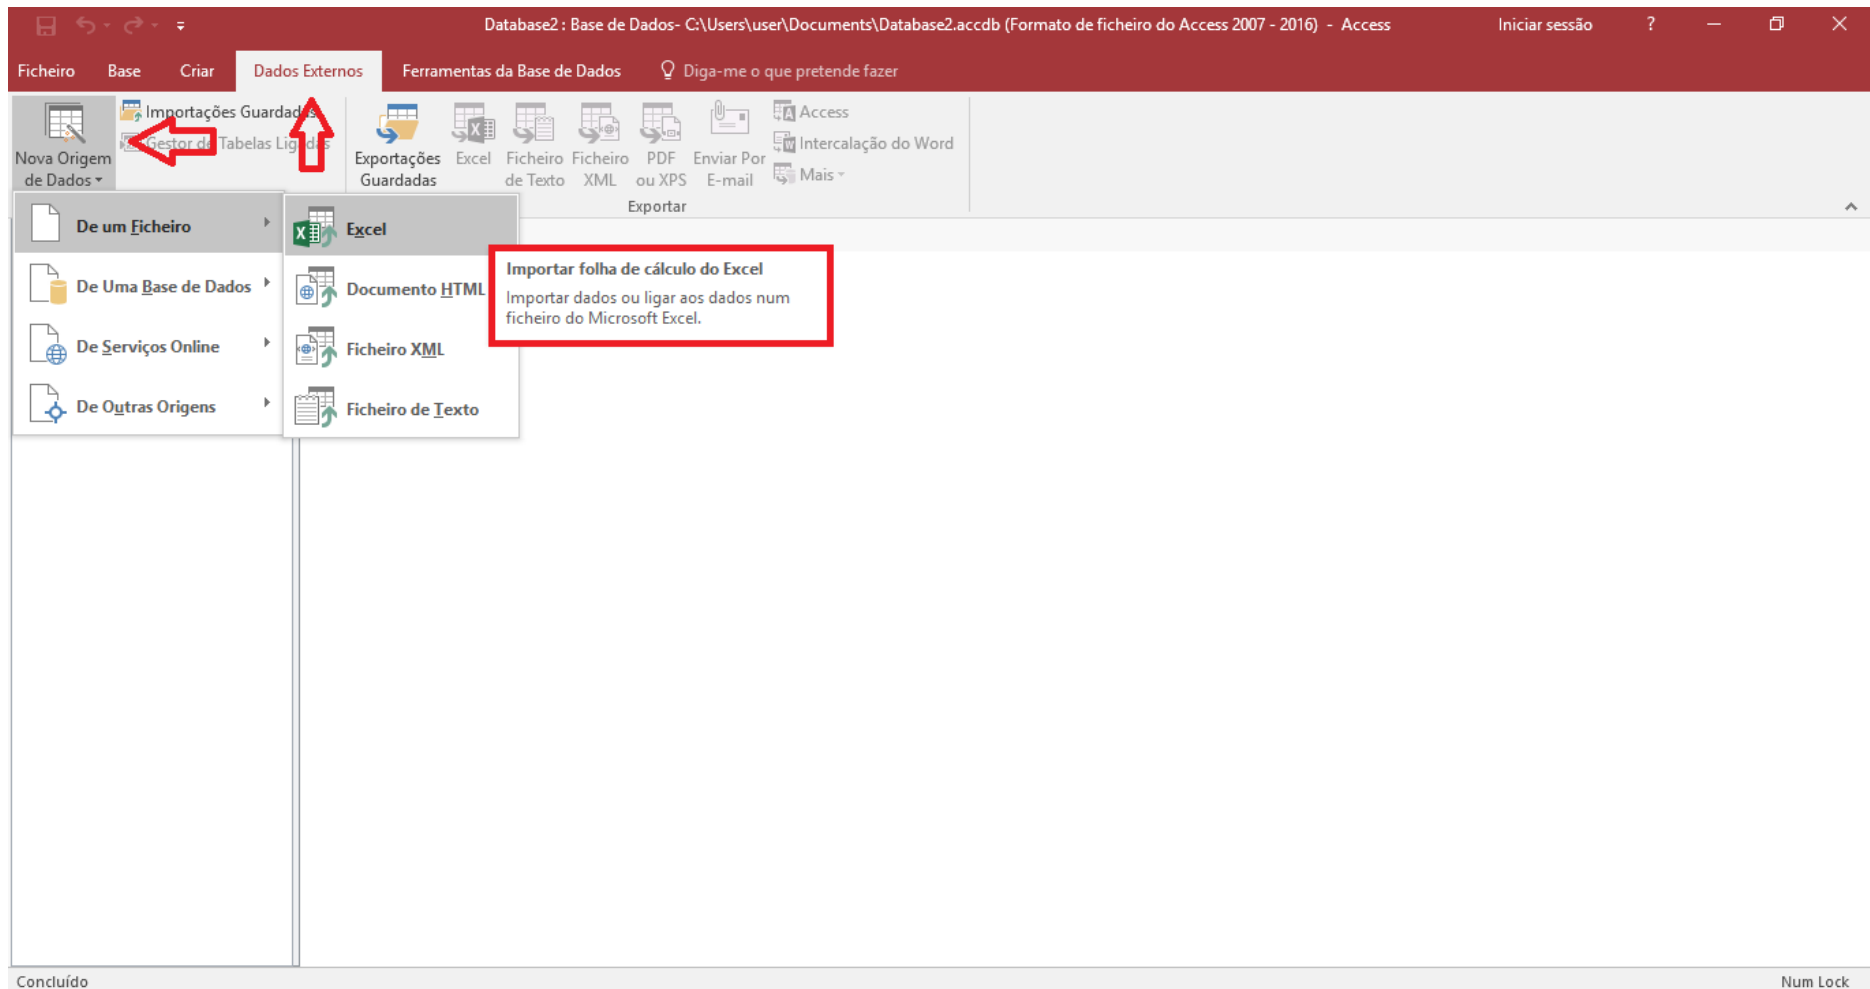 Database2 : Base de Dados- C:\Users\user\Documents\Database2.accdb (Formato de ficheiro do Access 2007 - 2016) - Access
Iniciar sessão
?
Ficheiro
Base
Criar
Dados Externos
Ferramentas da Base de Dados
Diga-me o que pretende fazer
Nova Origem
de Dados
Importações Guardadas
Gestor de Tabelas Ligadas
Exportações
Guardadas
Excel
Ficheiro
de Texto
Ficheiro
XML
PDF
ou XPS
Enviar Por
E-mail
Access
Intercalação do Word
Mais
Exportar
De um Ficheiro
De Uma Base de Dados
De Serviços Online
De Outras Origens
Excel
Documento HTML
Ficheiro XML
Ficheiro de Texto
Importar folha de cálculo do Excel
Importar dados ou ligar aos dados num
ficheiro do Microsoft Excel.
Concluído
Num Lock